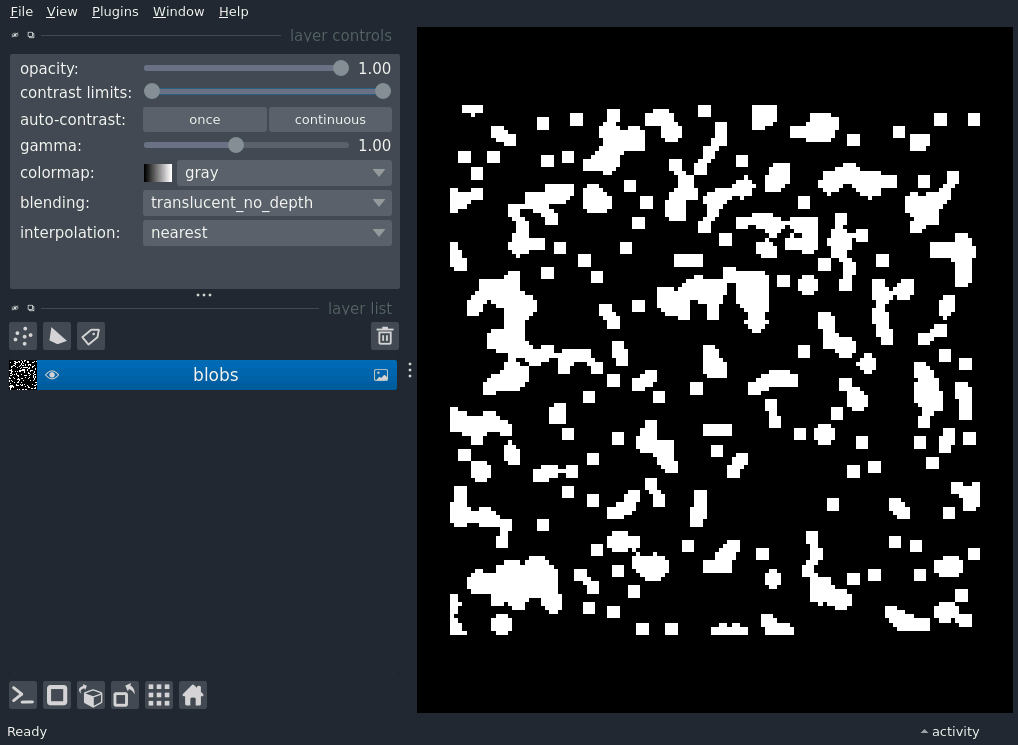 File View Plugins Window Help
layer controls
opacity: 1.00
contrast limits:
auto-contrast: once continuous
gamma: 1.00
colormap: gray
blending: translucent_no_depth
interpolation: nearest
layer list
blobs
Ready
activity